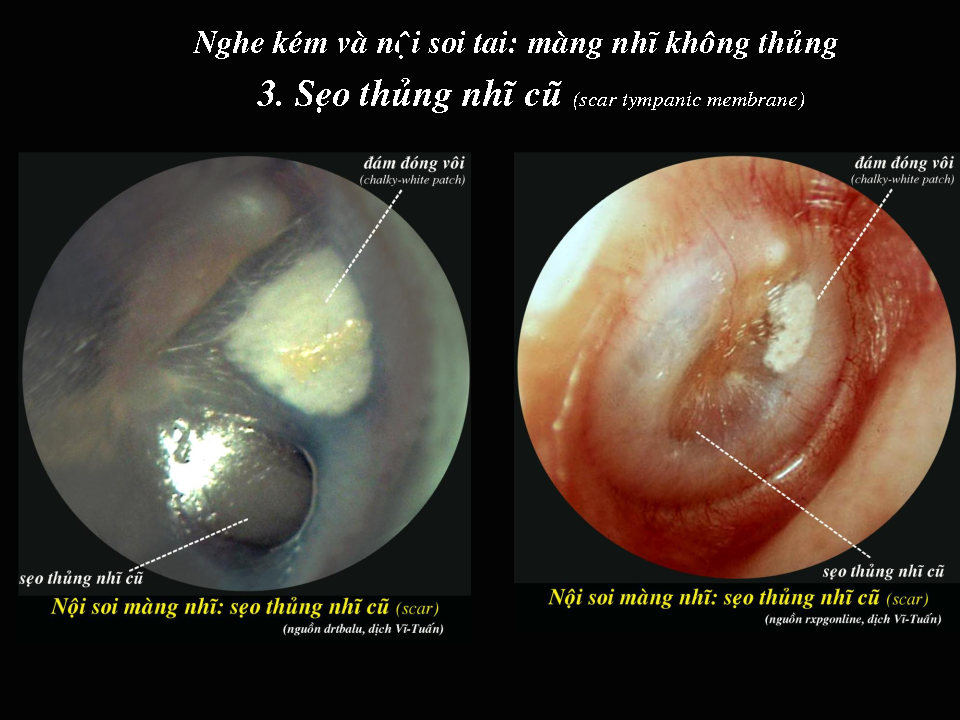 Nghe kém và nội soi tai: màng nhĩ không thủng
3. Sẹo thủng nhĩ cũ (scar tympanic membrane)
đám đóng vôi
(chalky-white patch)
sẹo thủng nhĩ cũ
Nội soi màng nhĩ: sẹo thủng nhĩ cũ (scar)
(nguồn drtbalu, dịch Vĩ-Tuấn)
đám đóng vôi
(chalky-white patch)
sẹo thủng nhĩ cũ
Nội soi màng nhĩ: sẹo thủng nhĩ cũ (scar)
(nguồn rxpgonline, dịch Vĩ-Tuấn)